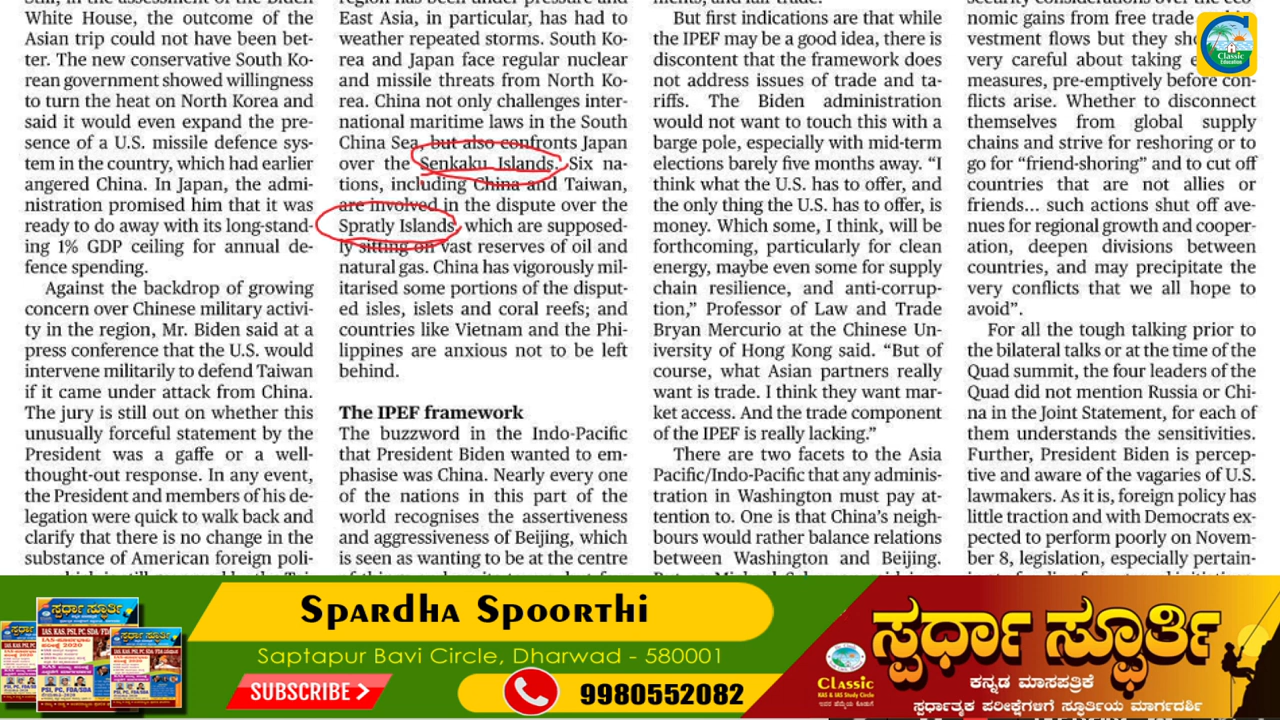 White House, the outcome of the
Asian trip could not have been bet-
ter. The new conservative South Ko-
rean government showed willingness
to turn the heat on North Korea and
said it would even expand the pre-
sence of a U.S. missile defence sys-
tem in the country, which had earlier
angered China. In Japan, the admi-
nistration promised him that it was
ready to do away with its long-stand-
ing 1% GDP ceiling for annual de-
fence spending.
Against the backdrop of growing
concern over Chinese military activi-
ty in the region, Mr. Biden said at a
press conference that the U.S. would
intervene militarily to defend Taiwan
if it came under attack from China.
The jury is still out on whether this
unusually forceful statement by the
President was a gaffe or a well-
thought-out response. In any event,
the President and members of his de-
legation were quick to walk back and
clarify that there is no change in the
substance of American foreign poli-
East Asia, in particular, has had to
weather repeated storms. South Ko-
rea and Japan face regular nuclear
and missile threats from North Ko-
rea. China not only challenges inter-
national maritime laws in the South
China Sea, but also confronts Japan
over the Senkaku Islands. Six na-
tions, including China and Taiwan,
are involved in the dispute over the
Spratly Islands, which are supposed-
ly sitting on vast reserves of oil and
natural gas. China has vigorously mil-
itarised some portions of the disput-
ed isles, islets and coral reefs; and
countries like Vietnam and the Phi-
lippines are anxious not to be left
behind.
The IPEF framework
The buzzword in the Indo-Pacific
that President Biden wanted to em-
phasise was China. Nearly every one
of the nations in this part of the
world recognises the assertiveness
and aggressiveness of Beijing, which
is seen as wanting to be at the centre
But first indications are that while
the IPEF may be a good idea, there is
discontent that the framework does
not address issues of trade and ta-
riffs. The Biden administration
would not want to touch this with a
barge pole, especially with mid-term
elections barely five months away. “I
think what the U.S. has to offer, and
the only thing the U.S. has to offer, is
money. Which some, I think, will be
forthcoming, particularly for clean
energy, maybe even some for supply
chain resilience, and anti-corrup-
tion,” Professor of Law and Trade
Bryan Mercurio at the Chinese Un-
iversity of Hong Kong said. “But of
course, what Asian partners really
want is trade. I think they want mar-
ket access. And the trade component
of the IPEF is really lacking.”
There are two facets to the Asia
Pacific/Indo-Pacific that any adminis-
tration in Washington must pay at-
tention to. One is that China’s neigh-
bours would rather balance relations
between Washington and Beijing.
nomic gains from free trade
vestment flows but they
very careful about taking
measures, pre-emptively before con-
flicts arise. Whether to disconnect
themselves from global supply
chains and strive for reshoring or to
go for “friend-shoring” and to cut off
countries that are not allies or
friends... such actions shut off ave-
nues for regional growth and cooper-
ation, deepen divisions between
countries, and may precipitate the
very conflicts that we all hope to
avoid”.
For all the tough talking prior to
the bilateral talks or at the time of the
Quad summit, the four leaders of the
Quad did not mention Russia or Chi-
na in the Joint Statement, for each of
them understands the sensitivities.
Further, President Biden is percep-
tive and aware of the vagaries of U.S.
lawmakers. As it is, foreign policy has
little traction and with Democrats ex-
pected to perform poorly on Novem-
ber 8, legislation, especially pertain-
Classic
Education
Spardha Spoorthi
Saptapur Bavi Circle, Dharwad - 580001
SUBSCRIBE
9980552082
ಸ್ಪರ್ಧಾ ಸ್ಫೂರ್ತಿ
Classic
KAS & IAS Study Circle
ಕನ್ನಡ ಮಾಸಪತ್ರಿಕೆ
ಸ್ಪರ್ಧಾತ್ಮಕ ಪರೀಕ್ಷೆಗಳಿಗೆ ಸ್ಫೂರ್ತಿಯ ಮಾರ್ಗದರ್ಶಿ